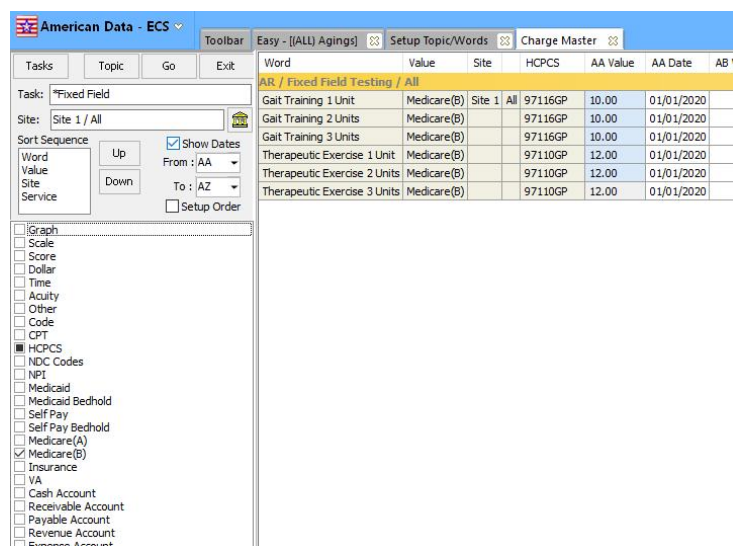 American Data - ECS
Toolbar Easy - [(ALL) Agings] Setup Topic/Words Charge Master
Tasks Topic Go Exit
Task: *Fixed Field
Site: Site 1 / All
Sort Sequence
Word
Value
Site
Service
Up
Down
Show Dates
From : AA
To : AZ
Setup Order
Graph
Scale
Score
Dollar
Time
Acuity
Other
Code
CPT
HCPCS
NDC Codes
NPI
Medicaid
Medicaid Bedhold
Self Pay
Self Pay Bedhold
Medicare(A)
Medicare(B)
Insurance
VA
Cash Account
Receivable Account
Payable Account
Revenue Account
Expense Account
Word Value Site HCPCS AA Value AA Date AB
AR / Fixed Field Testing / All
Gait Training 1 Unit Medicare(B) Site 1 All 97116GP 10.00 01/01/2020
Gait Training 2 Units Medicare(B) 97116GP 10.00 01/01/2020
Gait Training 3 Units Medicare(B) 97116GP 10.00 01/01/2020
Therapeutic Exercise 1 Unit Medicare(B) 97110GP 12.00 01/01/2020
Therapeutic Exercise 2 Units Medicare(B) 97110GP 12.00 01/01/2020
Therapeutic Exercise 3 Units Medicare(B) 97110GP 12.00 01/01/2020